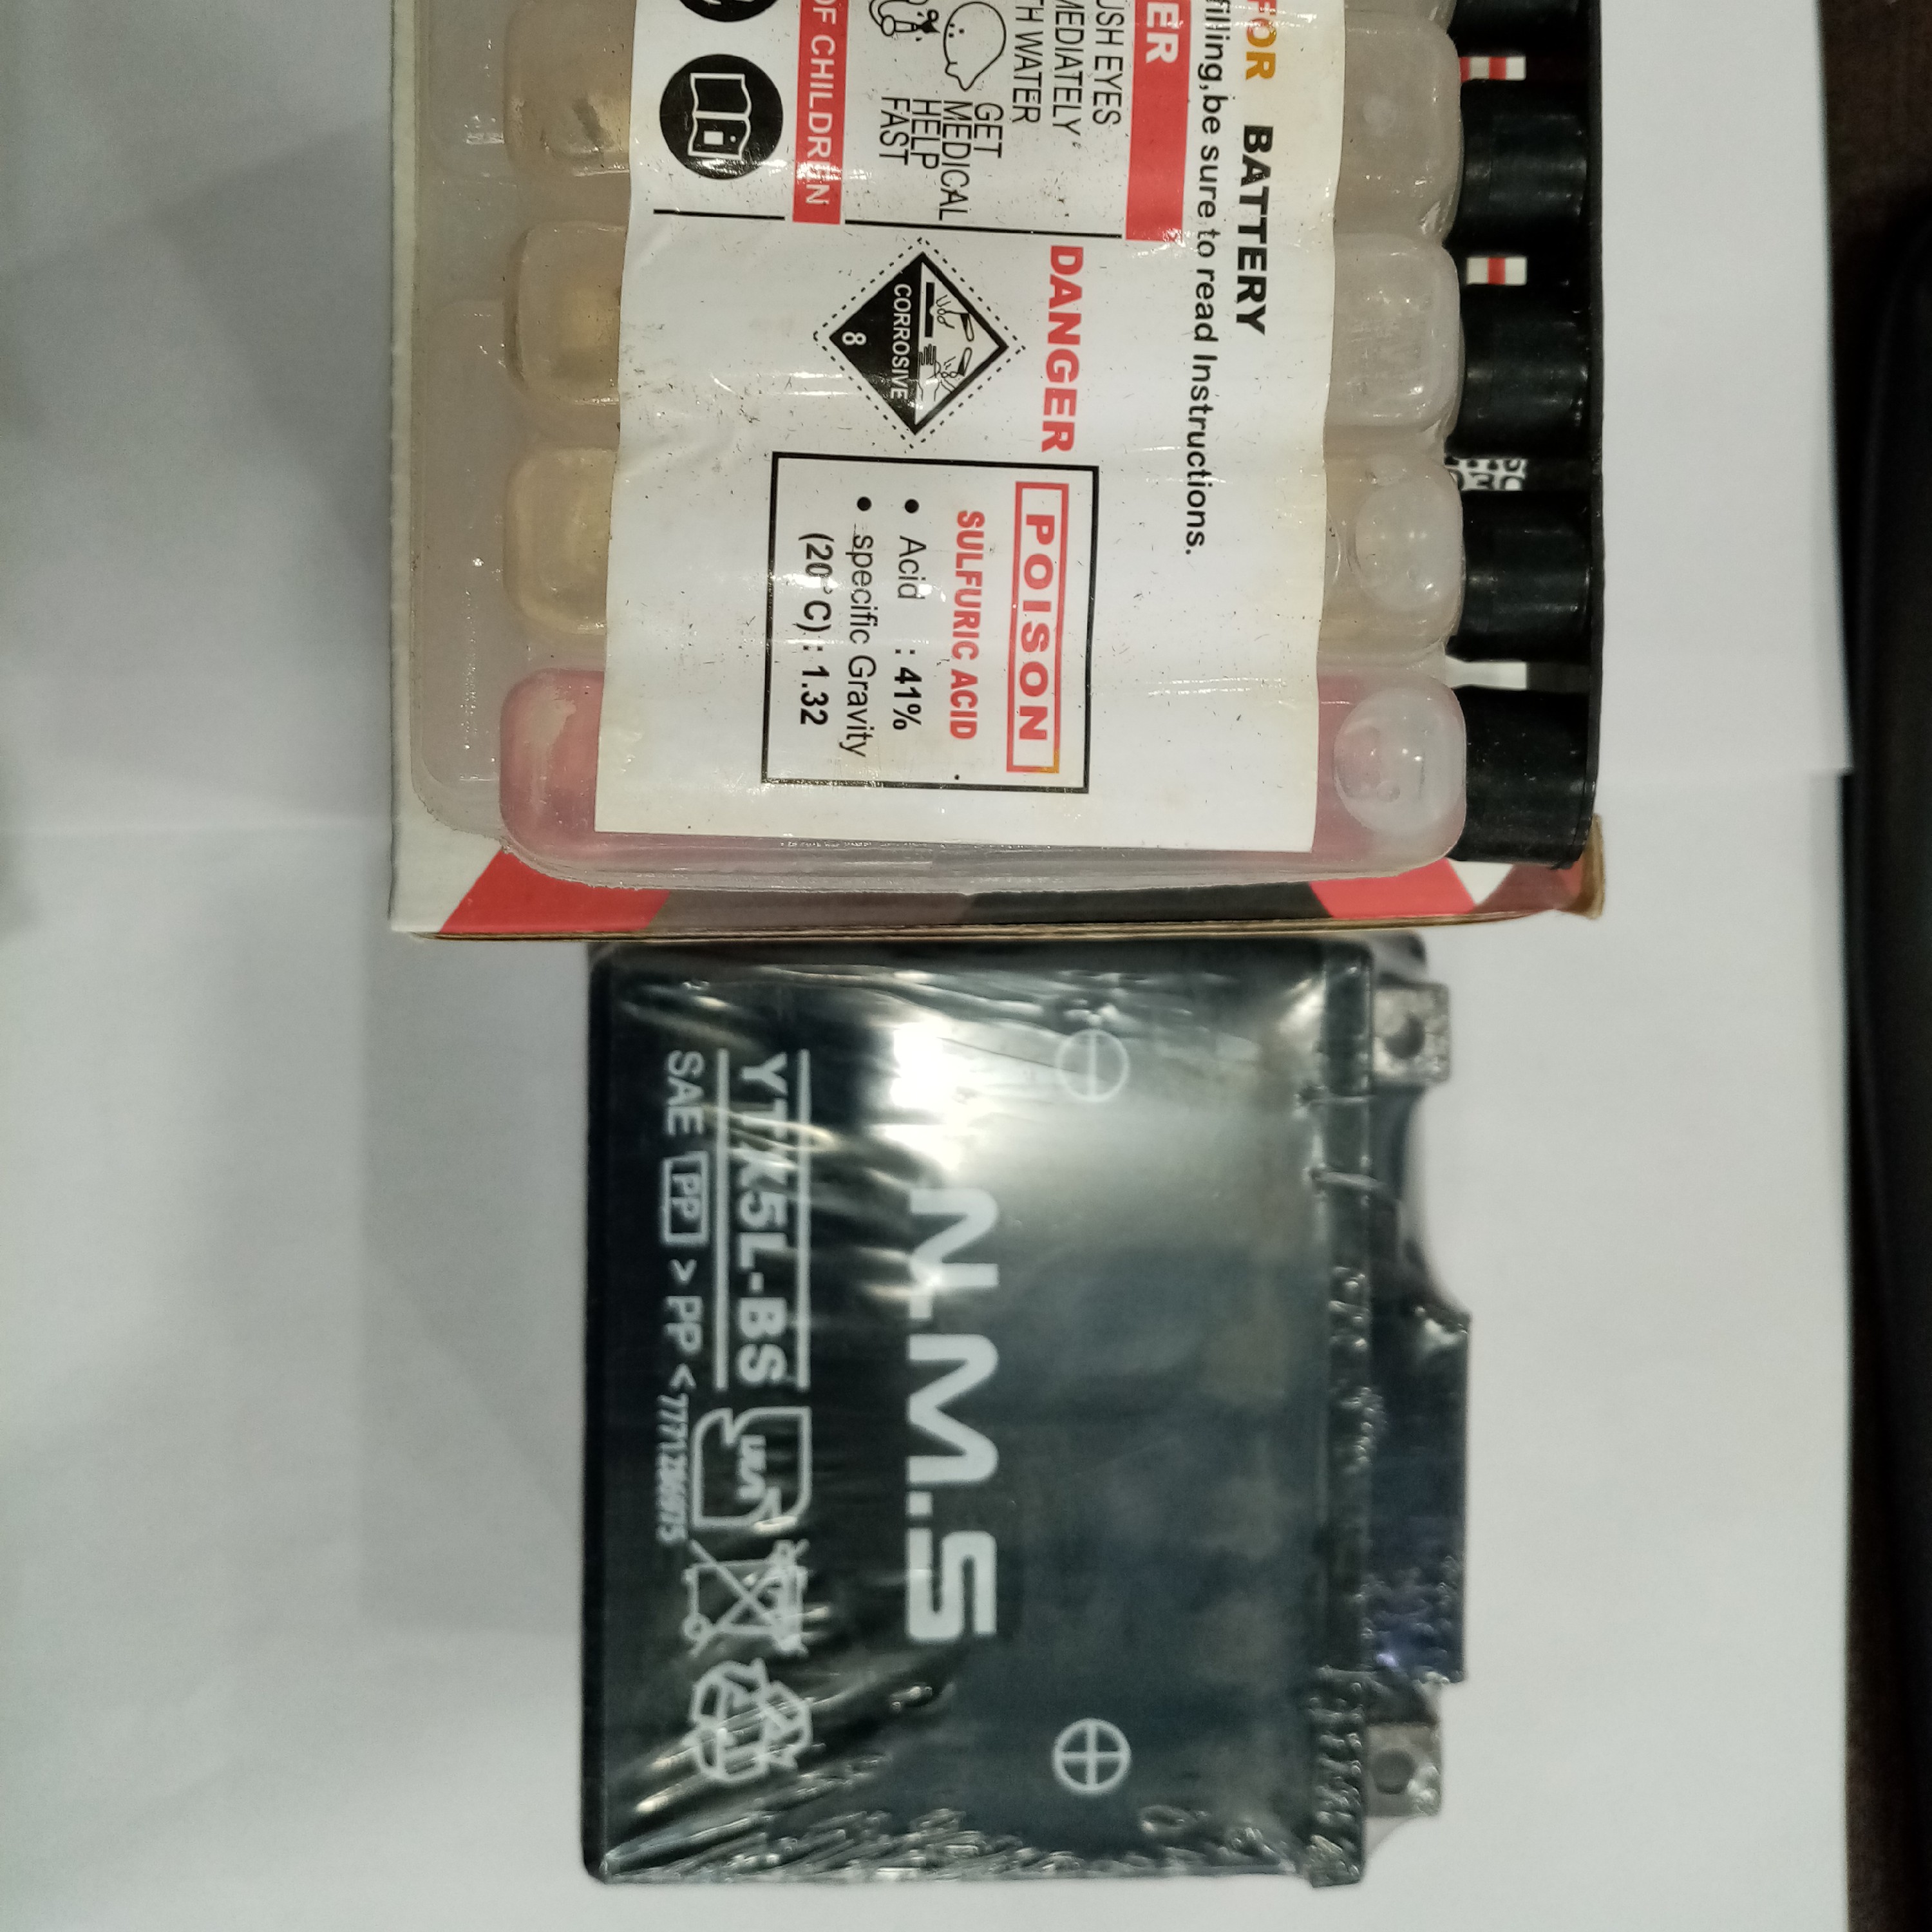 FOR BATTERY
filling,be sure to read Instructions.
ER
USH EYES
MEDIATELY
TH WATER
GET
MEDICAL
HELP
FAST
OF CHILDREN
DANGER
CORROSIVE
8
POISON
SULFURIC ACID
• Acid : 41%
• specific Gravity
(20°C) : 1.32
N.M.S
YTX5L-BS
SAE PP > PP <